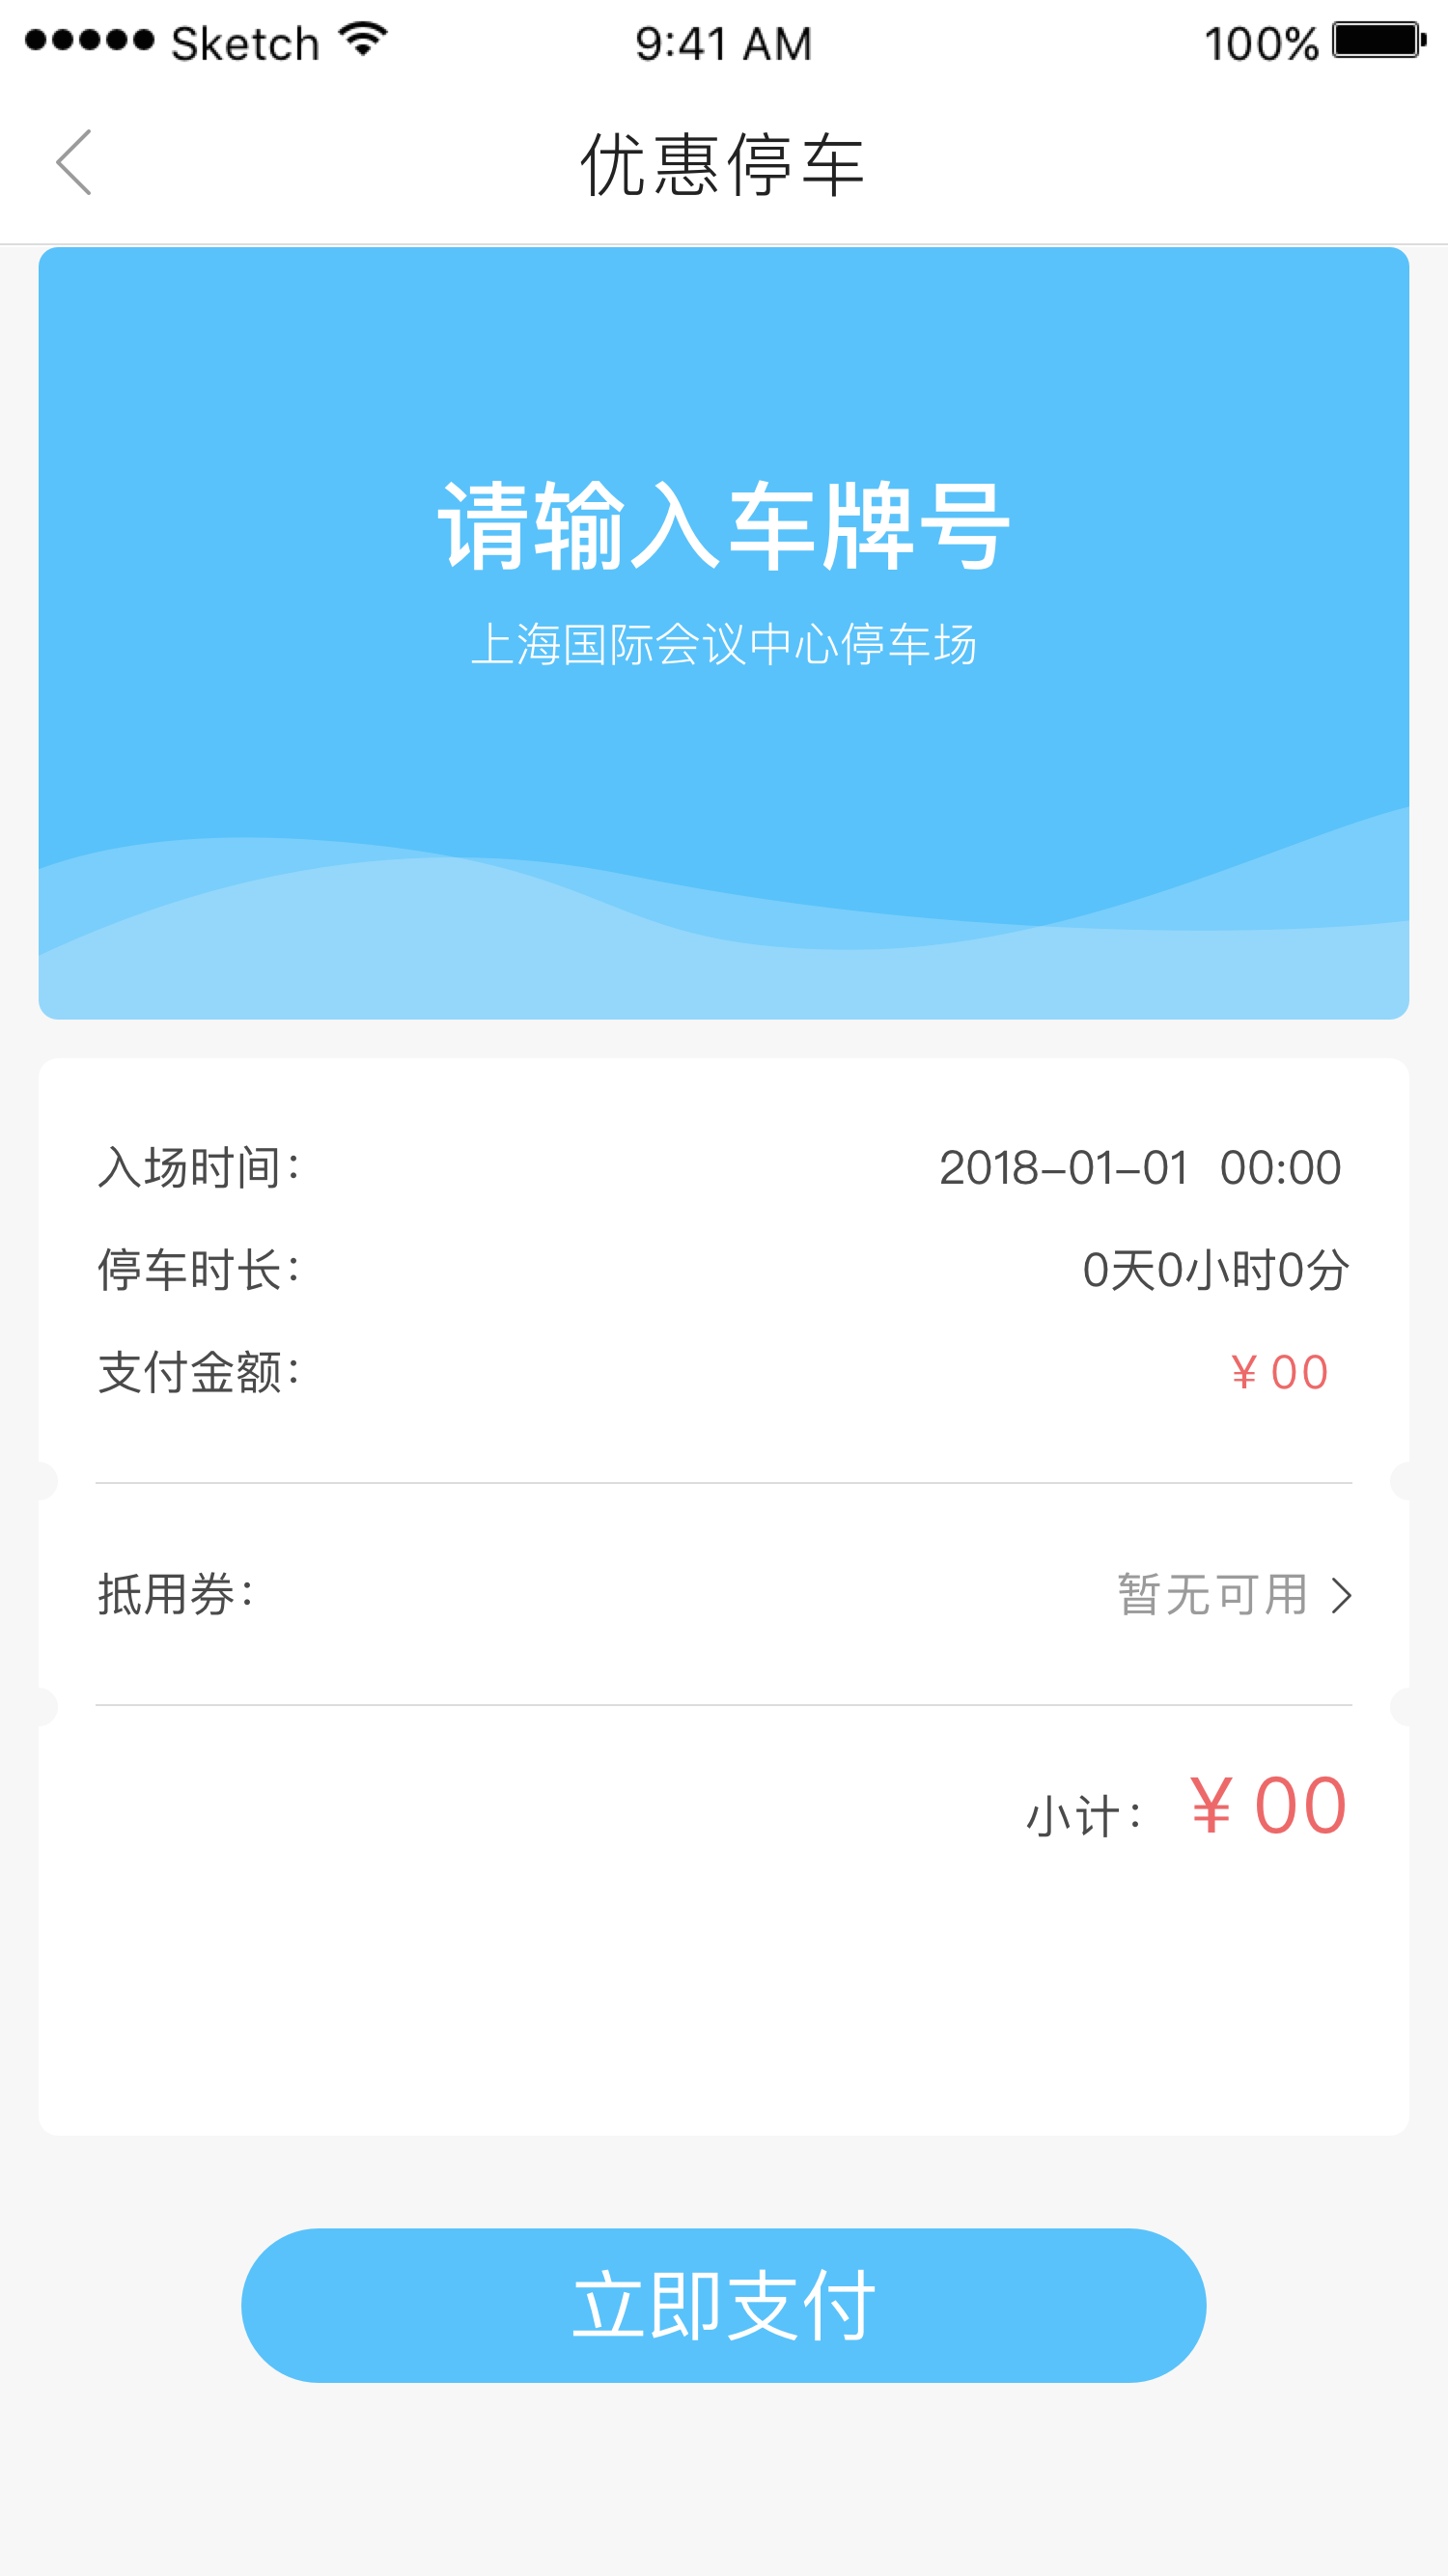 Sketch 9:41 AM 100%
优惠停车
请输入车牌号
上海国际会议中心停车场
入场时间： 2018-01-01 00:00
停车时长： 0天0小时0分
支付金额： ¥ 00
抵用券： 暂无可用
小计： ¥ 00
立即支付